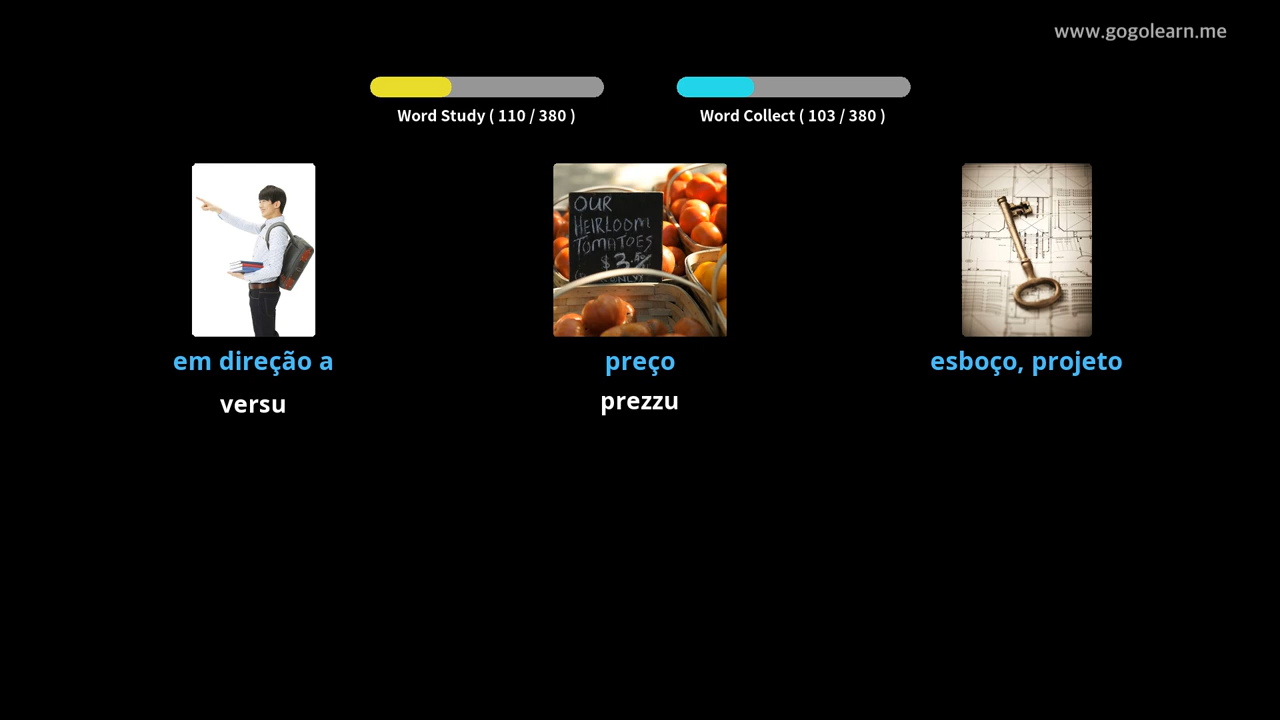 www.gogolearn.me
Word Study ( 110 / 380 )
Word Collect ( 103 / 380 )
OUR
HEIRLOOM
TOMATOES
em direção a
preço
esboço, projeto
versu
prezzu